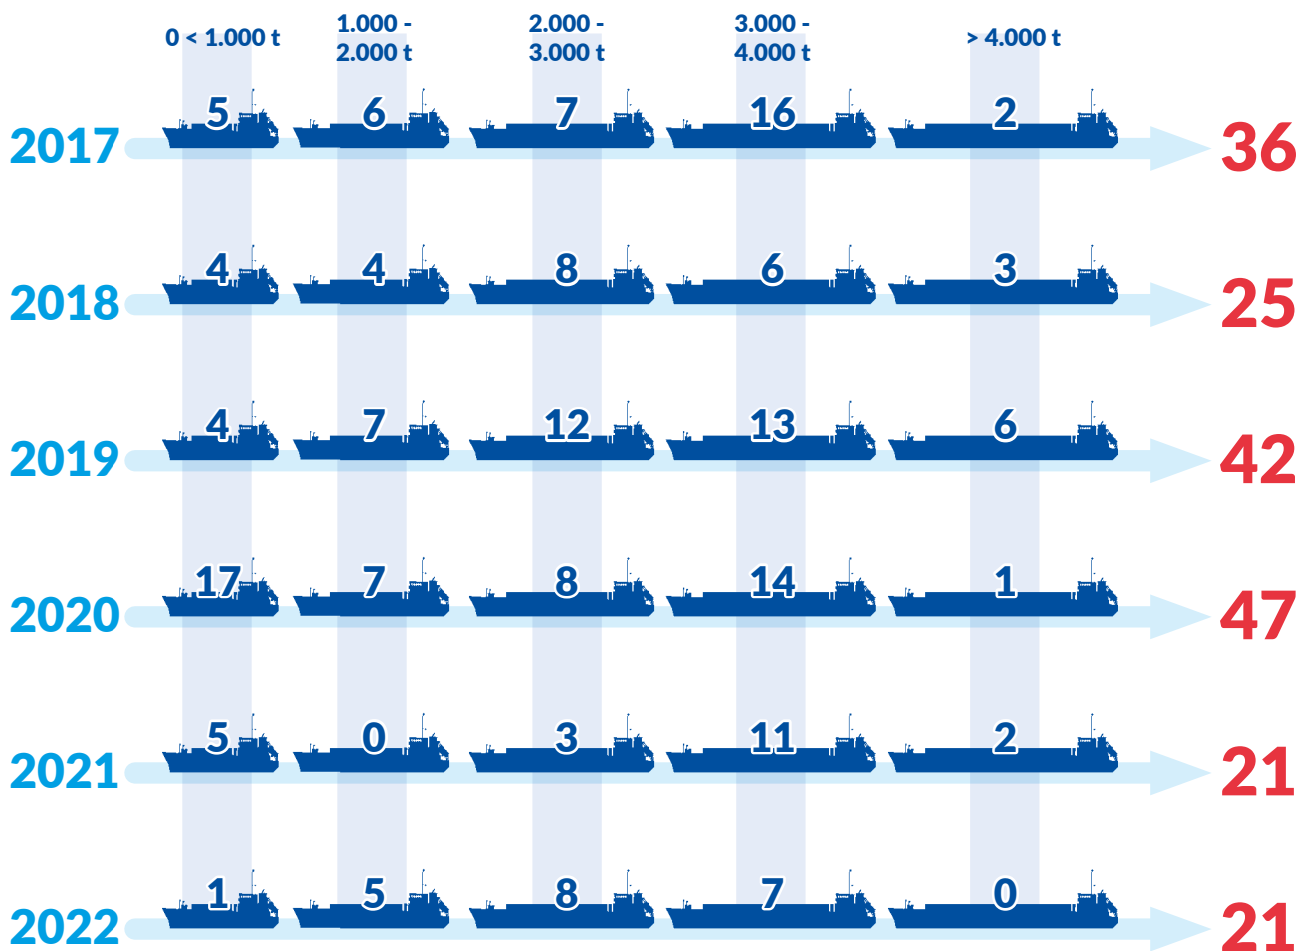 0 < 1.000 t
1.000 -
2.000 t
2.000 -
3.000 t
3.000 -
4.000 t
> 4.000 t
2017 5 6 7 16 2 36
2018 4 4 8 6 3 25
2019 4 7 12 13 6 42
2020 17 7 8 14 1 47
2021 5 0 3 11 2 21
2022 1 5 8 7 0 21